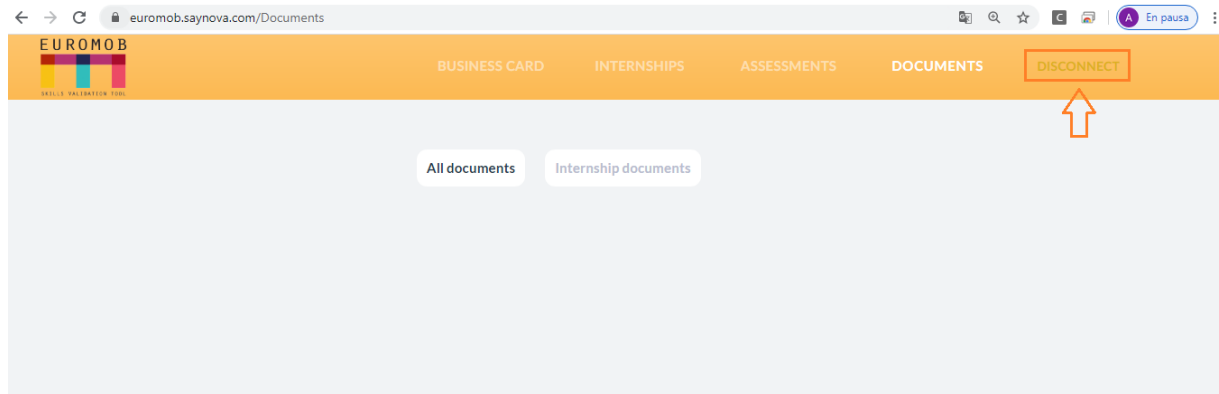 euromob.saynova.com/Documents
A En pausa
EUROMOB
SKILLS VALIDATION TOOL
BUSINESS CARD INTERNSHIPS ASSESSMENTS DOCUMENTS DISCONNECT
All documents Internship documents